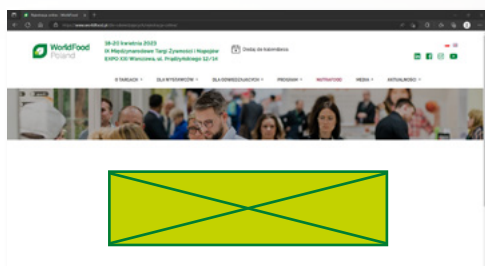 WorldFood
Poland
18-20 kwietnia 2023
IX Międzynarodowe Targi Żywności i Napojów
EXPO XXI Warszawa, ul. Prądzyńskiego 12/14
Dodaj do kalendarza
O TARGACH
DLA WYSTAWCÓW
DLA ODWIEDZAJĄCYCH
PROGRAM
MEDIA
AKTUALNOŚCI